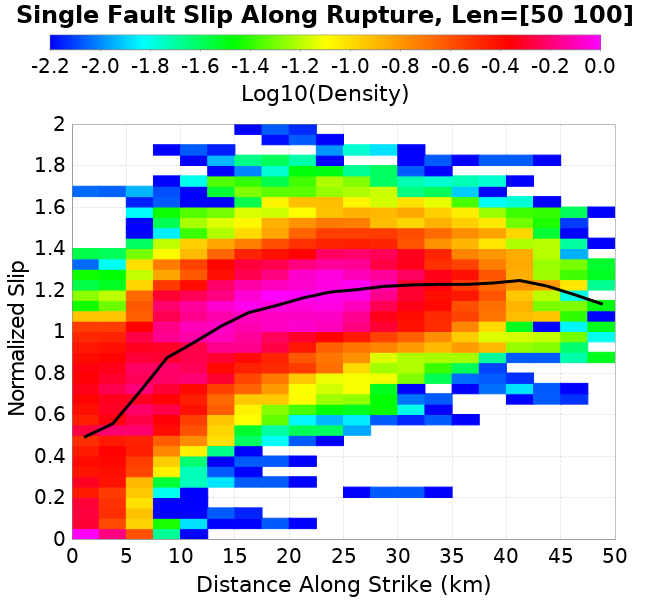 Single Fault Slip Along Rupture, Len=[50 100]
-2.2 -2.0 -1.8 -1.6 -1.4 -1.2 -1.0 -0.8 -0.6 -0.4 -0.2 0.0
Log10(Density)
2
1.8
1.6
1.4
1.2
1
0.8
0.6
0.4
0.2
0
Normalized Slip
0 5 10 15 20 25 30 35 40 45 50
Distance Along Strike (km)